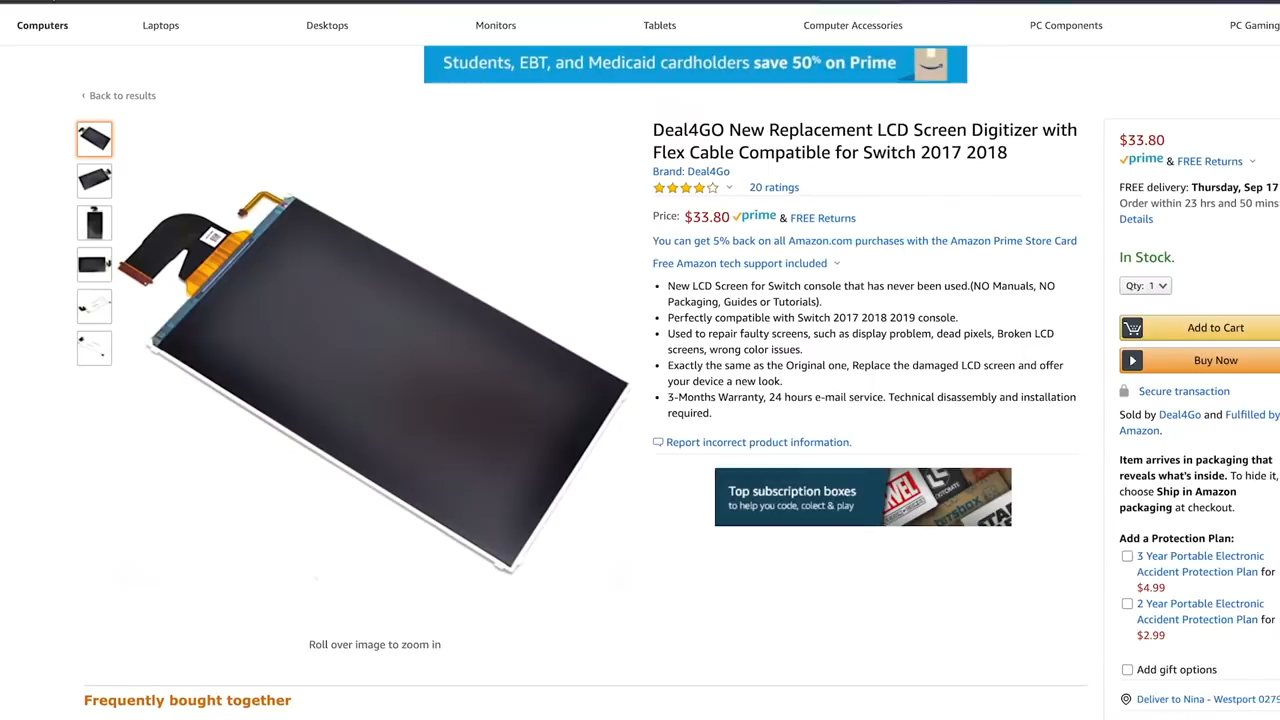 Computers Laptops Desktops Monitors Tablets Computer Accessories PC Components PC Gaming
Students, EBT, and Medicaid cardholders save 50% on Prime
‹ Back to results
Deal4GO New Replacement LCD Screen Digitizer with
Flex Cable Compatible for Switch 2017 2018
Brand: Deal4Go
20 ratings
Price: $33.80 prime & FREE Returns
You can get 5% back on all Amazon.com purchases with the Amazon Prime Store Card
Free Amazon tech support included
• New LCD Screen for Switch console that has never been used.(NO Manuals, NO
Packaging, Guides or Tutorials).
• Perfectly compatible with Switch 2017 2018 2019 console.
• Used to repair faulty screens, such as display problem, dead pixels, Broken LCD
screens, wrong color issues.
• Exactly the same as the Original one, Replace the damaged LCD screen and offer
your device a new look.
• 3-Months Warranty, 24 hours e-mail service. Technical disassembly and installation
required.
Report incorrect product information.
Top subscription boxes
to help you code, colect & play
MARVEL
Roll over image to zoom in
Frequently bought together
$33.80
prime & FREE Returns
FREE delivery: Thursday, Sep 17
Order within 23 hrs and 50 mins
Details
In Stock.
Qty: 1
Add to Cart
Buy Now
Secure transaction
Sold by Deal4Go and Fulfilled by
Amazon.
Item arrives in packaging that
reveals what's inside. To hide it,
choose Ship in Amazon
packaging at checkout.
Add a Protection Plan:
3 Year Portable Electronic
Accident Protection Plan for
$4.99
2 Year Portable Electronic
Accident Protection Plan for
$2.99
Add gift options
Deliver to Nina - Westport 0279